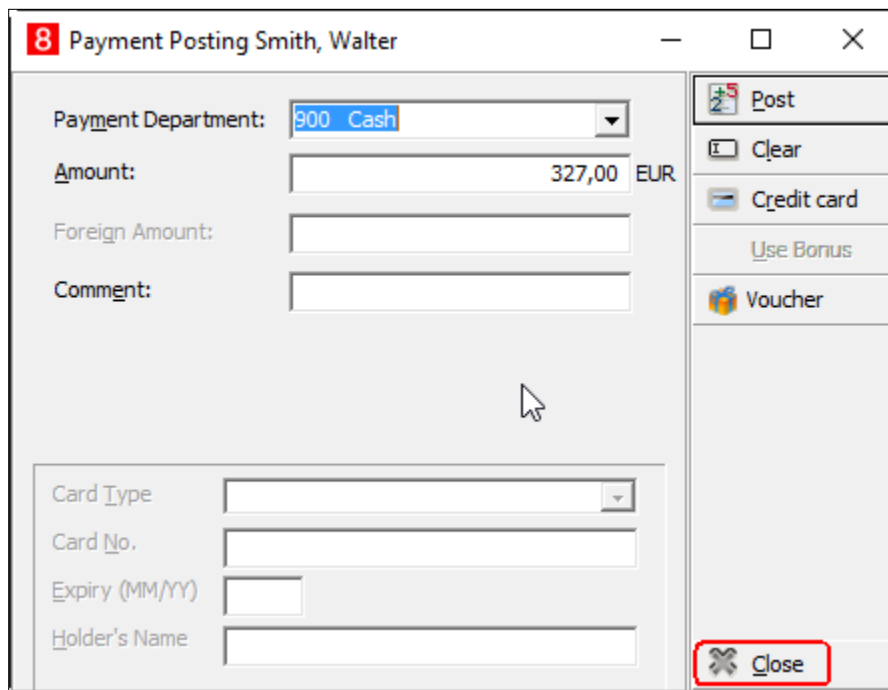 8 Payment Posting Smith, Walter
Payment Department: 900 Cash
Amount: 327,00 EUR
Foreign Amount:
Comment:
Card Type
Card No.
Expiry (MM/YY)
Holder's Name
Post
Clear
Credit card
Use Bonus
Voucher
Close